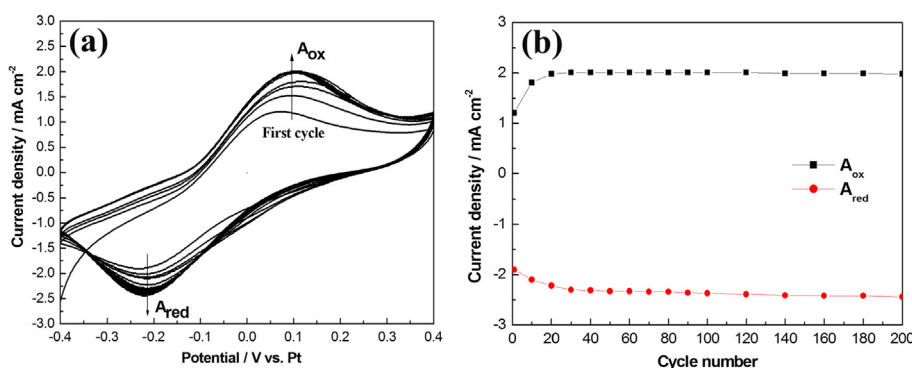 (a)
Current density / mA cm-2
3.0
2.5
2.0
1.5
1.0
0.5
0.0
-0.5
-1.0
-1.5
-2.0
-2.5
3.0
Aox
First cycle
Ared
-0.4 -0.3 -0.2 -0.1 0.0 0.1 0.2 0.3 0.4
Potential / V vs. Pt
(b)
Current density / mA cm-2
3
2
1
0
-1
-2
-3
Aox
Ared
0 20 40 60 80 100 120 140 160 180 200
Cycle number